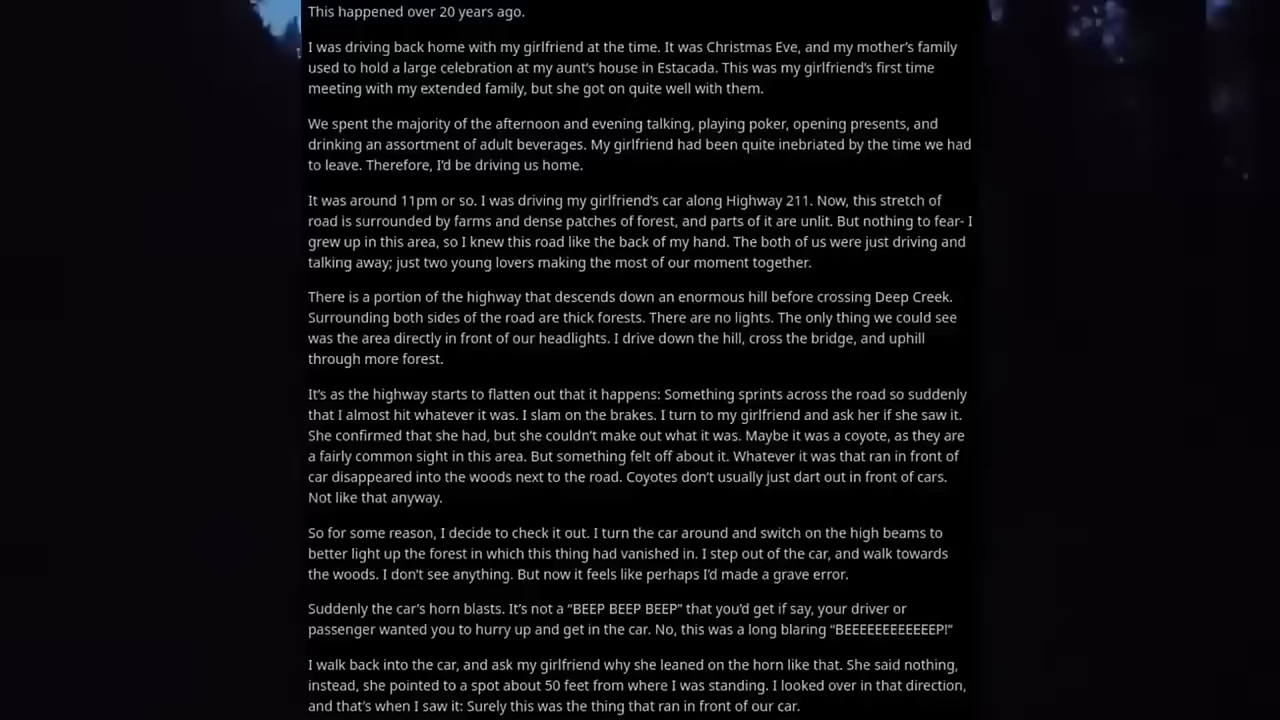 This happened over 20 years ago.
I was driving back home with my girlfriend at the time. It was Christmas Eve, and my mother's family
used to hold a large celebration at my aunt's house in Estacada. This was my girlfriend's first time
meeting with my extended family, but she got on quite well with them.
We spent the majority of the afternoon and evening talking, playing poker, opening presents, and
drinking an assortment of adult beverages. My girlfriend had been quite inebriated by the time we had
to leave. Therefore, I'd be driving us home.
It was around 11pm or so. I was driving my girlfriend's car along Highway 211. Now, this stretch of
road is surrounded by farms and dense patches of forest, and parts of it are unlit. But nothing to fear- I
grew up in this area, so I knew this road like the back of my hand. The both of us were just driving and
talking away; just two young lovers making the most of our moment together.
There is a portion of the highway that descends down an enormous hill before crossing Deep Creek.
Surrounding both sides of the road are thick forests. There are no lights. The only thing we could see
was the area directly in front of our headlights. I drive down the hill, cross the bridge, and uphill
through more forest.
It's as the highway starts to flatten out that it happens: Something sprints across the road so suddenly
that I almost hit whatever it was. I slam on the brakes. I turn to my girlfriend and ask her if she saw it.
She confirmed that she had, but she couldn't make out what it was. Maybe it was a coyote, as they are
a fairly common sight in this area. But something felt off about it. Whatever it was that ran in front of
car disappeared into the woods next to the road. Coyotes don't usually just dart out in front of cars.
Not like that anyway.
So for some reason, I decide to check it out. I turn the car around and switch on the high beams to
better light up the forest in which this thing had vanished in. I step out of the car, and walk towards
the woods. I don't see anything. But now it feels like perhaps I'd made a grave error.
Suddenly the car's horn blasts. It's not a “BEEP BEEP BEEP” that you'd get if say, your driver or
passenger wanted you to hurry up and get in the car. No, this was a long blaring “BEEEEEEEEEEEEP!”
I walk back into the car, and ask my girlfriend why she leaned on the horn like that. She said nothing,
instead, she pointed to a spot about 50 feet from where I was standing. I looked over in that direction,
and that's when I saw it: Surely this was the thing that ran in front of our car.